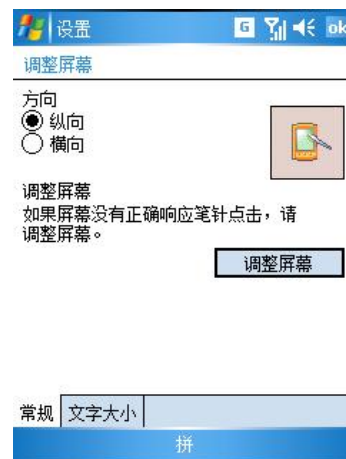 设置 G ok
调整屏幕
方向
纵向
横向
调整屏幕
如果屏幕没有正确响应笔针点击，请
调整屏幕。
调整屏幕
常规 文字大小
拼